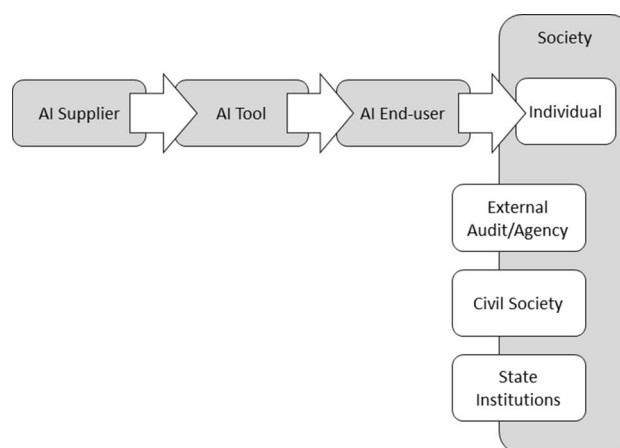 Society
AI Supplier
AI Tool
AI End-user
Individual
External
Audit/Agency
Civil Society
State
Institutions